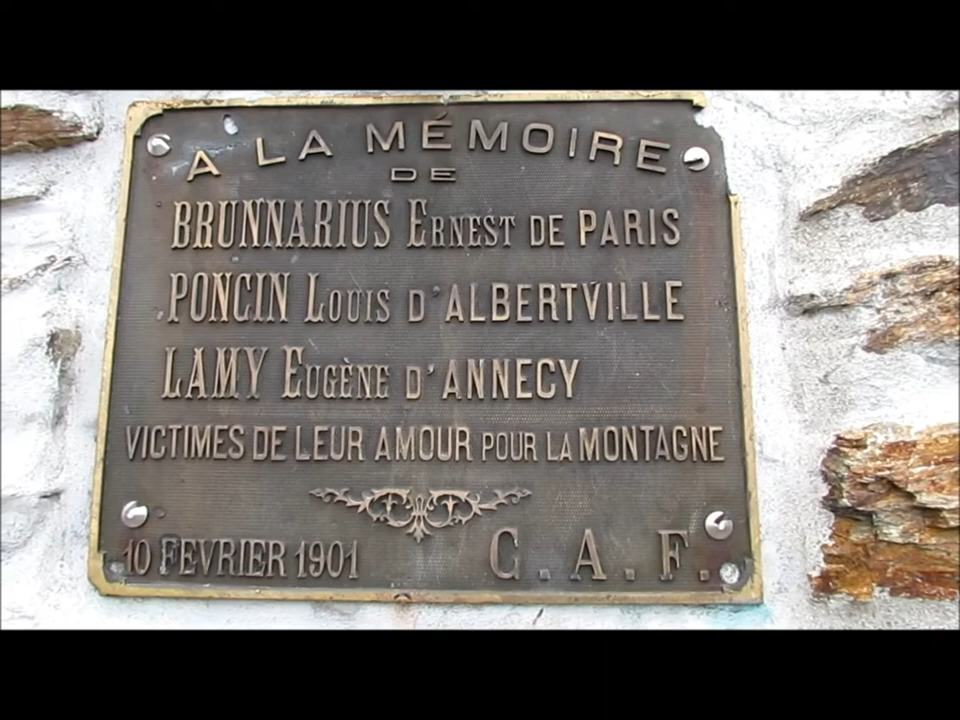 A LA MÉMOIRE
DE
BRUNNARIUS ERNEST DE PARIS
PONCIN LOUIS D'ALBERTVILLE
LAMY EUGÈNE D'ANNECY
VICTIMES DE LEUR AMOUR POUR LA MONTAGNE
10 FEVRIER 1901 C.A.F.